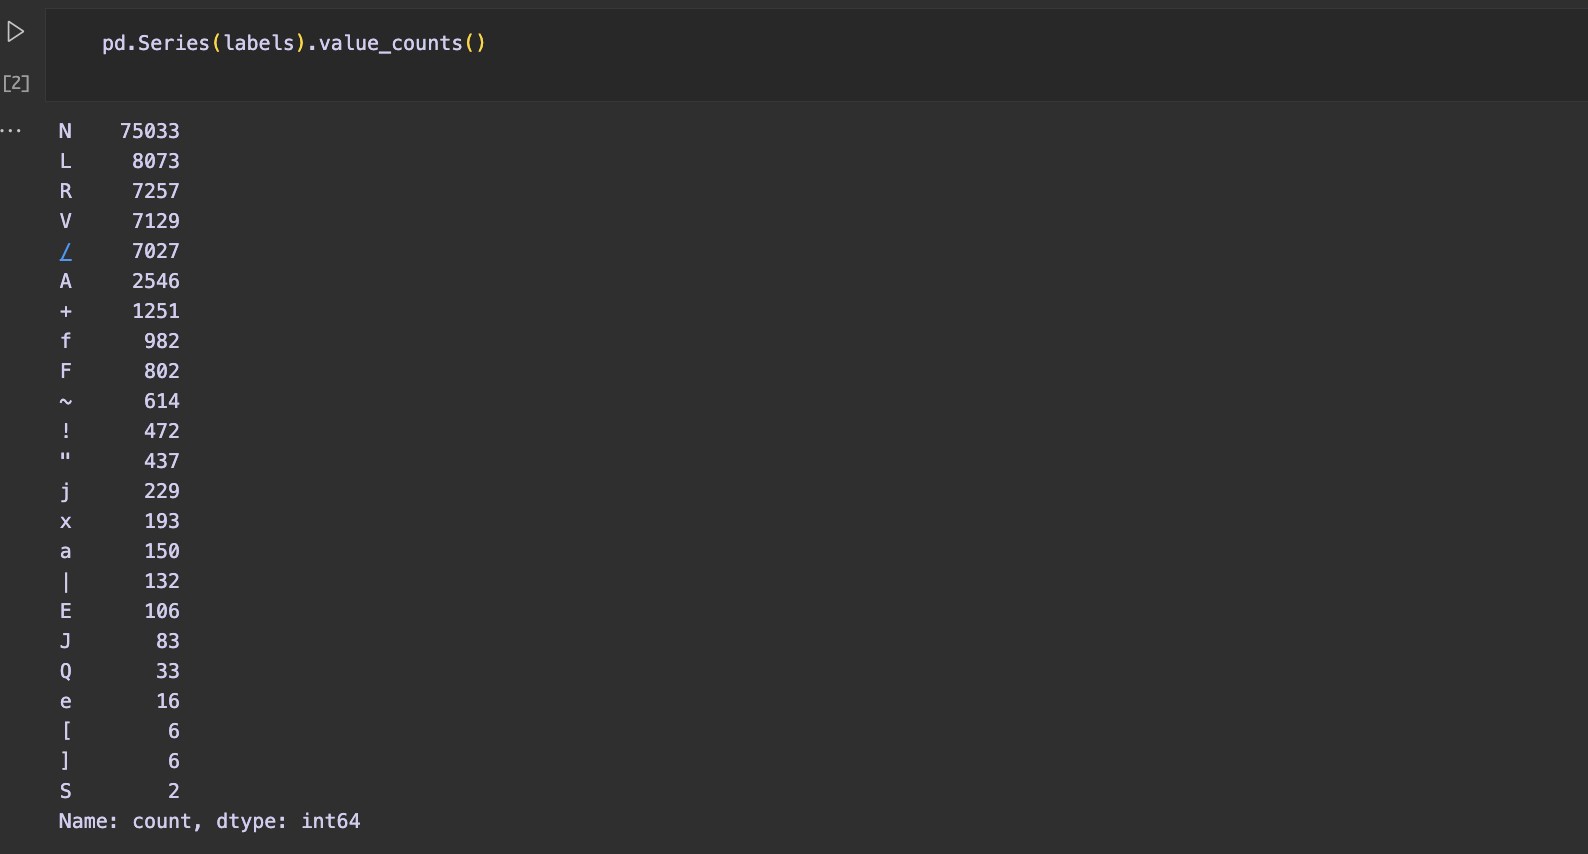 pd.Series(labels).value_counts()
[2]
...
N    75033
L     8073
R     7257
V     7129
/     7027
A     2546
+     1251
f      982
F      802
~      614
!      472
"      437
j      229
x      193
a      150
|      132
E      106
J       83
Q       33
e       16
[        6
]        6
S        2
Name: count, dtype: int64